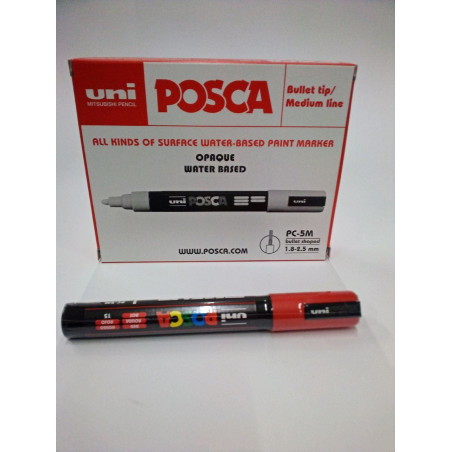 uni
MITSUBISHI PENCIL
POSCA
Bullet tip/
Medium line
ALL KINDS OF SURFACE WATER-BASED PAINT MARKER
OPAQUE
WATER BASED
uni POSCA
PC-5M
bullet shaped
1.8-2.5 mm
WWW.POSCA.COM
uni
POSCA
uni
15